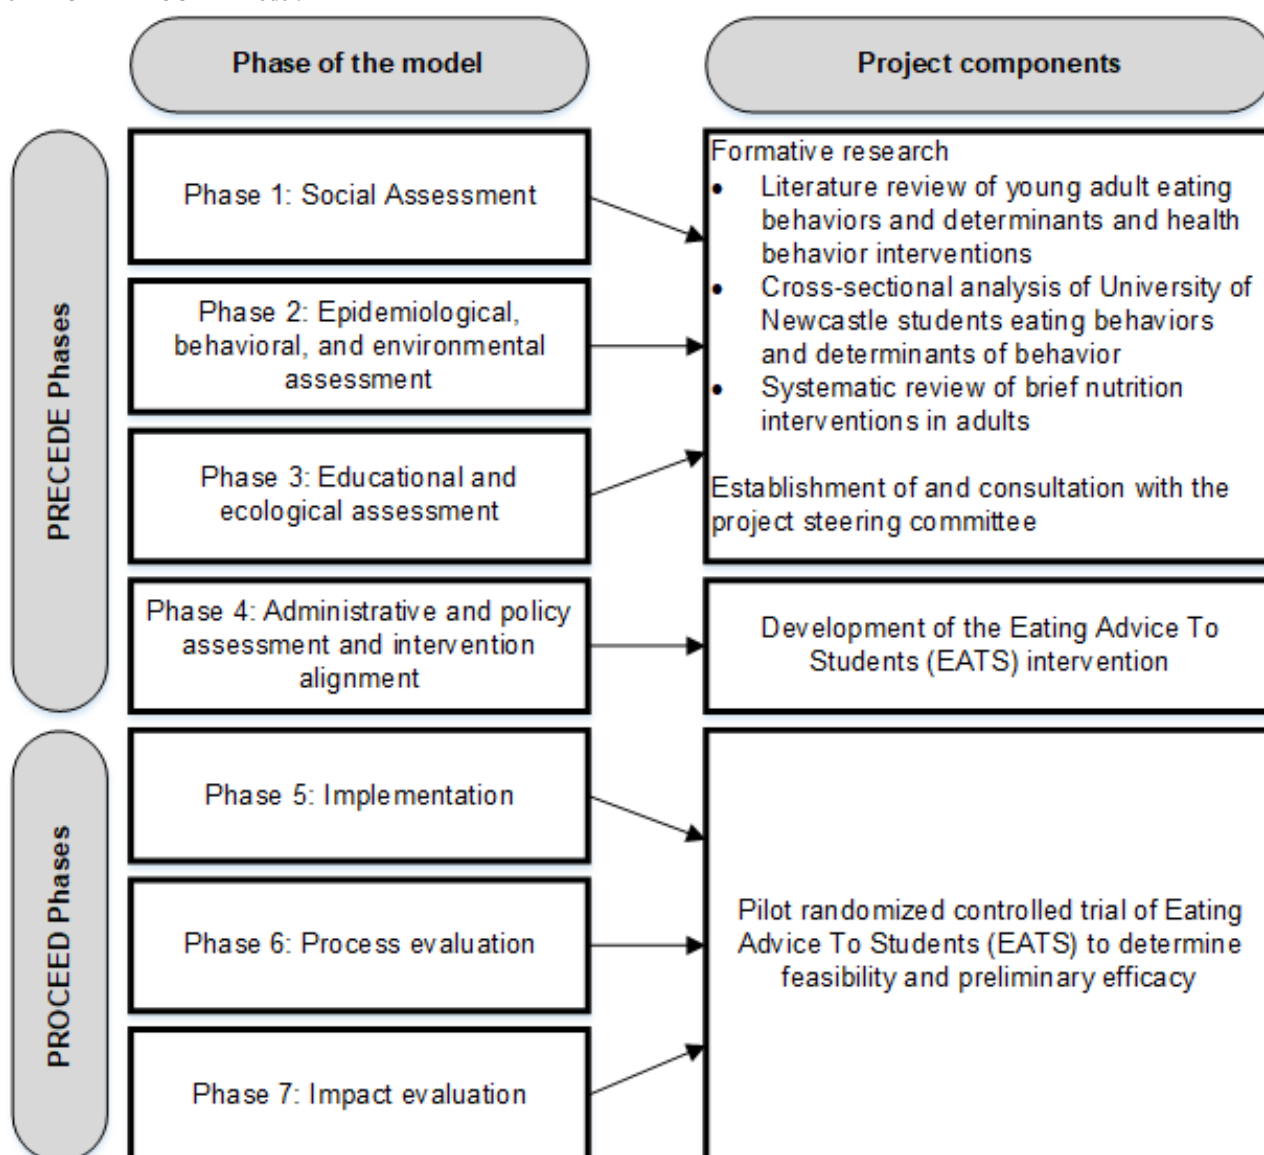 Phase of the model
Project components
PRECEDE Phases
Phase 1: Social Assessment
Phase 2: Epidemiological,
behavioral, and environmental
assessment
Phase 3: Educational and
ecological assessment
Phase 4: Administrative and policy
assessment and intervention
alignment
Formative research
• Literature review of young adult eating
behaviors and determinants and health
behavior interventions
• Cross-sectional analysis of University of
Newcastle students eating behaviors
and determinants of behavior
• Systematic review of brief nutrition
interventions in adults
Establishment of and consultation with the
project steering committee
Development of the Eating Advice To
Students (EATS) intervention
PROCEED Phases
Phase 5: Implementation
Phase 6: Process evaluation
Phase 7: Impact evaluation
Pilot randomized controlled trial of Eating
Advice To Students (EATS) to determine
feasibility and preliminary efficacy